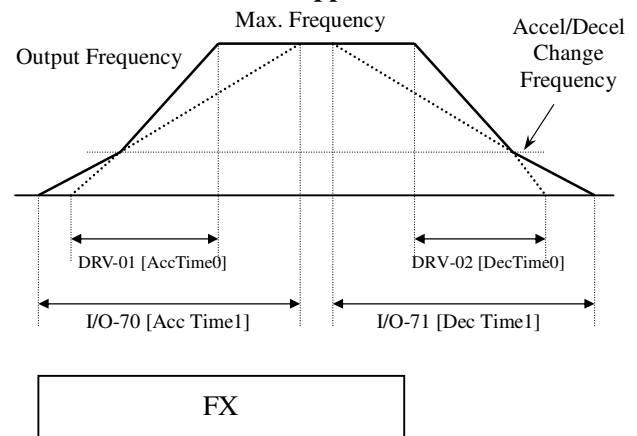 Max. Frequency
Output Frequency
Accel/Decel
Change
Frequency
DRV-01 [AccTime0]
DRV-02 [DecTime0]
I/O-70 [Acc Time1]
I/O-71 [Dec Time1]
FX